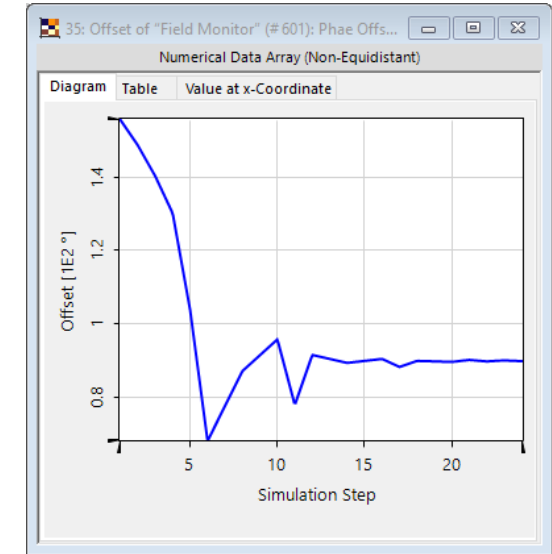 35: Offset of "Field Monitor" (# 601): Phae Offs...
Numerical Data Array (Non-Equidistant)
Diagram Table Value at x-Coordinate
Offset [1E2 °]
1.4
1.2
1
0.8
5 10 15 20
Simulation Step